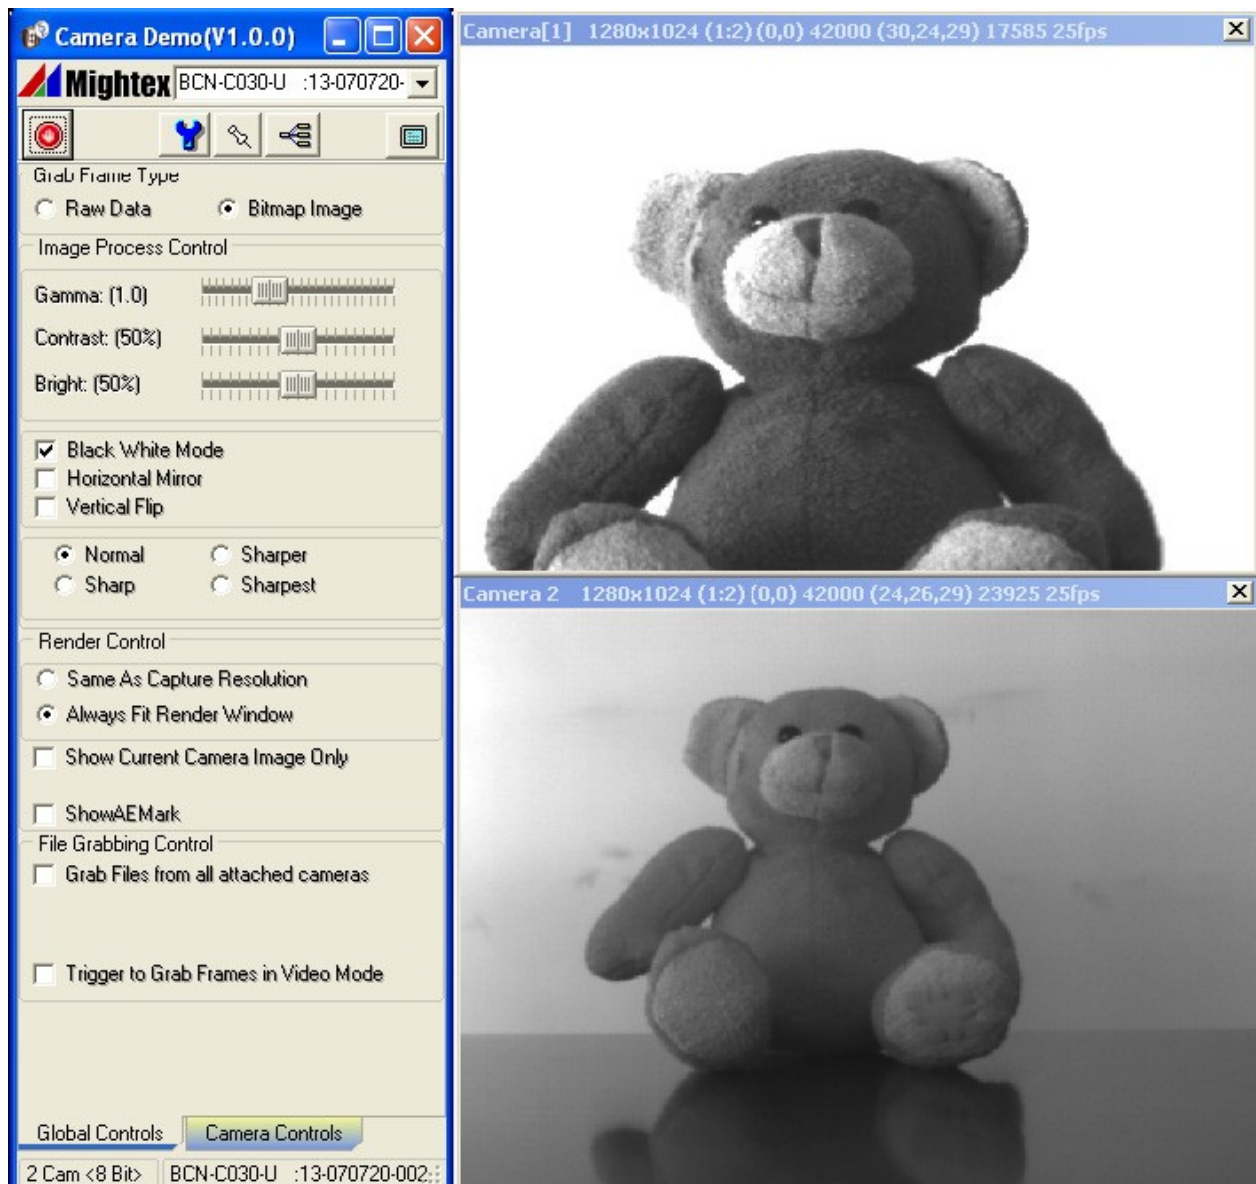 Camera Demo(V1.0.0)
Mightex BCN-C030-U :13-070720-
Grab Frame Type
Raw Data Bitmap Image
Image Process Control
Gamma: (1.0)
Contrast: (50%)
Bright: (50%)
Black White Mode
Horizontal Mirror
Vertical Flip
Normal Sharper
Sharp Sharpest
Render Control
Same As Capture Resolution
Always Fit Render Window
Show Current Camera Image Only
ShowAEMark
File Grabbing Control
Grab Files from all attached cameras
Trigger to Grab Frames in Video Mode
Global Controls Camera Controls
2 Cam <8 Bit> BCN-C030-U :13-070720-002:
Camera[1] 1280x1024 (1:2) (0,0) 42000 (30,24,29) 17585 25fps
Camera 2 1280x1024 (1:2) (0,0) 42000 (24,26,29) 23925 25fps